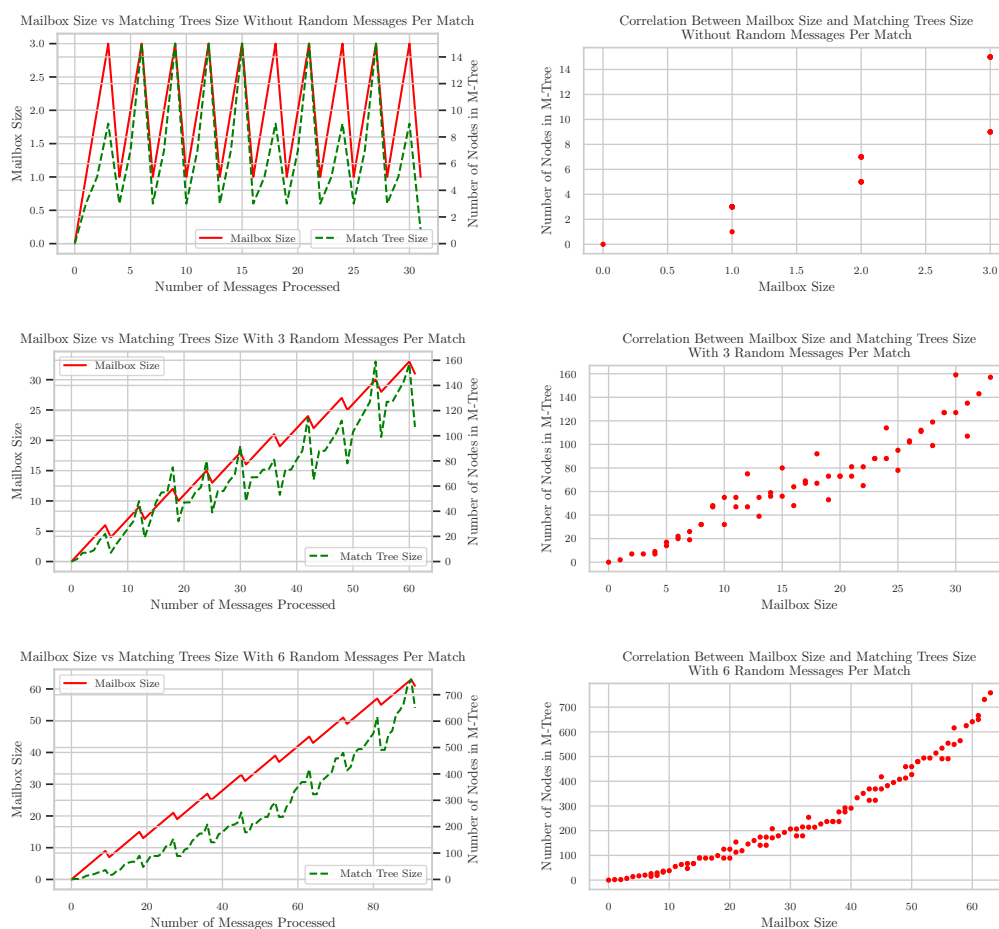 Mailbox Size vs Matching Trees Size Without Random Messages Per Match
3.0
2.5
2.0
1.5
1.0
0.5
0.0
Mailbox Size
14
12
10
8
6
4
2
0
Number of Nodes in M-Tree
Mailbox Size
Match Tree Size
0 5 10 15 20 25 30
Number of Messages Processed
Correlation Between Mailbox Size and Matching Trees Size
Without Random Messages Per Match
14
12
10
8
6
4
2
0
Number of Nodes in M-Tree
0.0 0.5 1.0 1.5 2.0 2.5 3.0
Mailbox Size
Mailbox Size vs Matching Trees Size With 3 Random Messages Per Match
30
25
20
15
10
5
0
Mailbox Size
160
140
120
100
80
60
40
20
0
Number of Nodes in M-Tree
Mailbox Size
Match Tree Size
0 10 20 30 40 50 60
Number of Messages Processed
Correlation Between Mailbox Size and Matching Trees Size
With 3 Random Messages Per Match
160
140
120
100
80
60
40
20
0
Number of Nodes in M-Tree
0 5 10 15 20 25 30
Mailbox Size
Mailbox Size vs Matching Trees Size With 6 Random Messages Per Match
60
50
40
30
20
10
0
Mailbox Size
700
600
500
400
300
200
100
0
Number of Nodes in M-Tree
Mailbox Size
Match Tree Size
0 20 40 60 80
Number of Messages Processed
Correlation Between Mailbox Size and Matching Trees Size
With 6 Random Messages Per Match
700
600
500
400
300
200
100
0
Number of Nodes in M-Tree
0 10 20 30 40 50 60
Mailbox Size